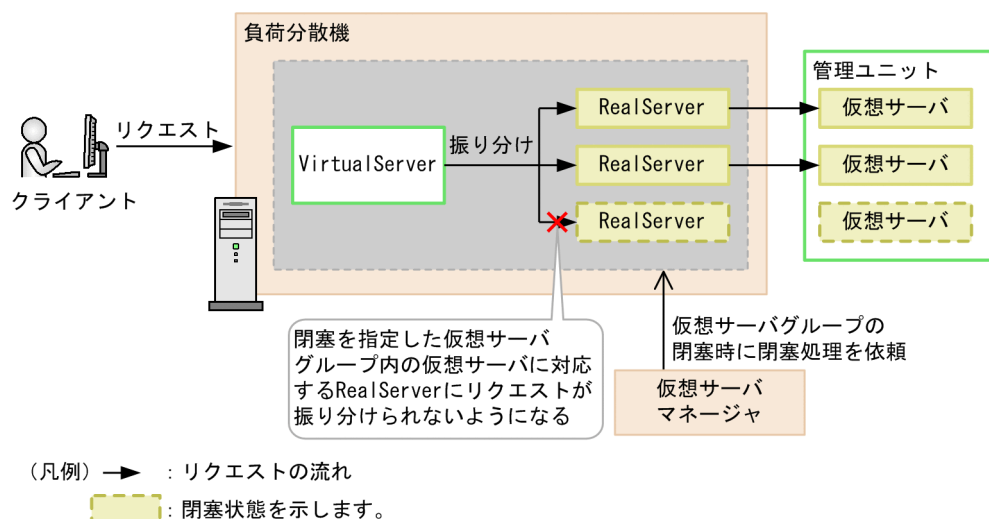 負荷分散機
管理ユニット
RealServer
仮想サーバ
リクエスト
振り分け
VirtualServer
RealServer
仮想サーバ
クライアント
RealServer
仮想サーバ
閉塞を指定した仮想サーバ
グループ内の仮想サーバに対応
するRealServerにリクエストが
振り分けられないようになる
仮想サーバグループの
閉塞時に閉塞処理を依頼
仮想サーバ
マネージャ
(凡例)
:リクエストの流れ
:閉塞状態を示します。